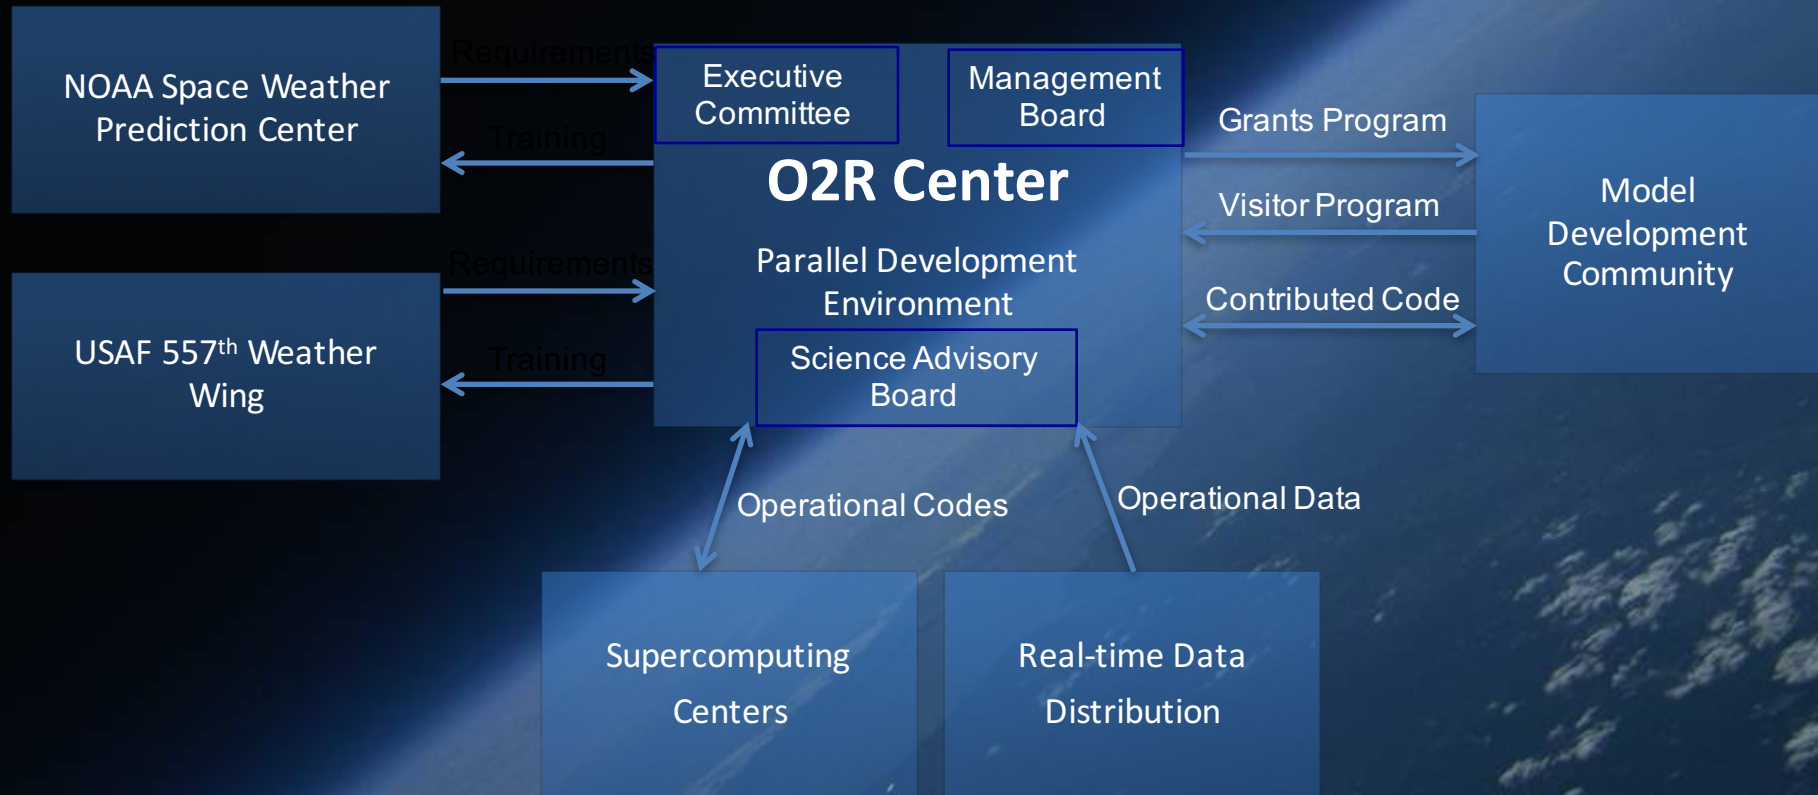 NOAA Space Weather
Prediction Center
Requirements
Training
USAF 557th Weather
Wing
Requirements
Training
Executive
Committee
Management
Board
O2R Center
Parallel Development
Environment
Science Advisory
Board
Grants Program
Visitor Program
Contributed Code
Model
Development
Community
Operational Codes
Operational Data
Supercomputing
Centers
Real-time Data
Distribution